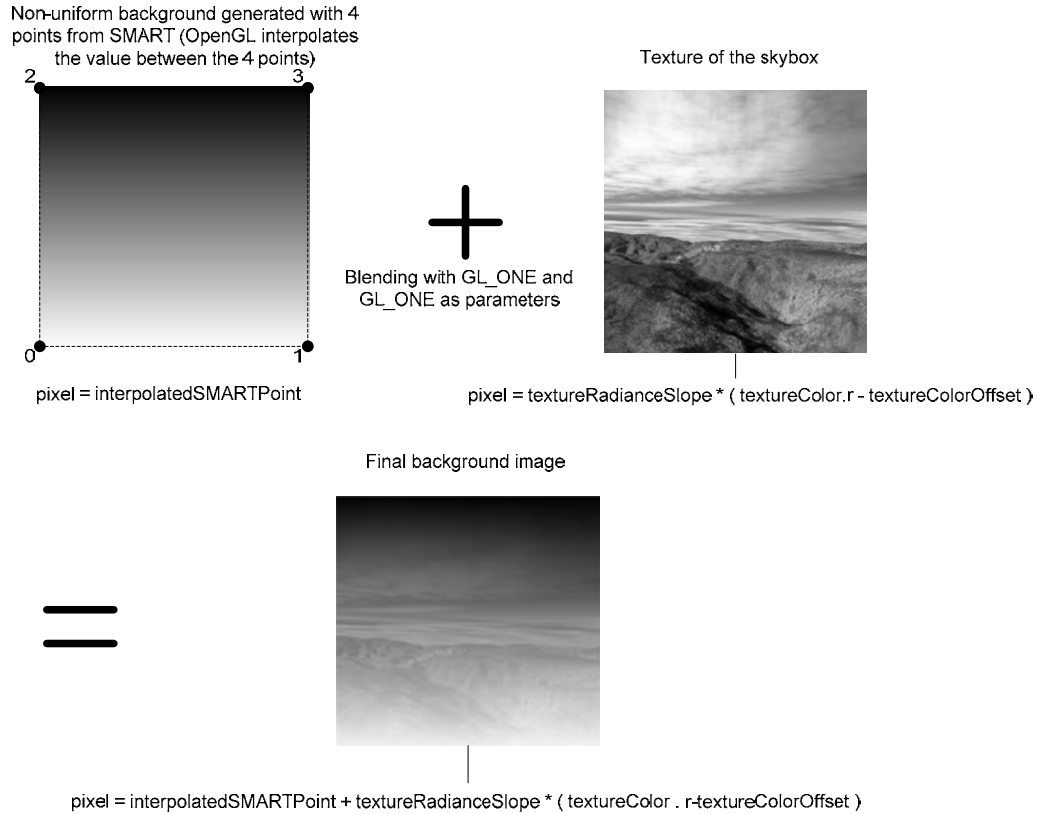 Non-uniform background generated with 4
points from SMART (OpenGL interpolates
the value between the 4 points)
2
3
0
1
pixel = interpolatedSMARTPoint
Blending with GL_ONE and
GL_ONE as parameters
Texture of the skybox
pixel = textureRadianceSlope * ( textureColor.r - textureColorOffset )
Final background image
pixel = interpolatedSMARTPoint + textureRadianceSlope * ( textureColor . r-textureColorOffset )